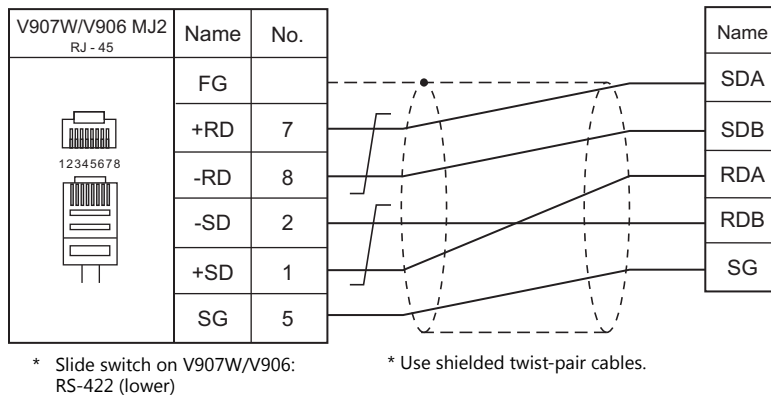 V907W/V906 MJ2 Name No.
RJ - 45
FG
+RD 7
12345678
-RD 8
-SD 2
+SD 1
SG 5
Name
SDA
SDB
RDA
RDB
SG
* Slide switch on V907W/V906:
RS-422 (lower)
* Use shielded twist-pair cables.